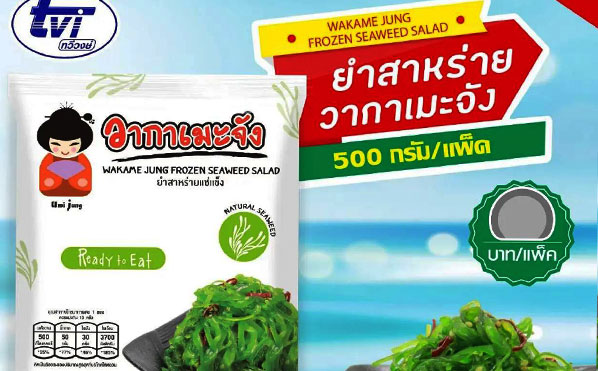 tvi
ทวีวงษ์
WAKAME JUNG
FROZEN SEAWEED SALAD
ยำสาหร่าย
วากาเมะจัง
500 กรัม/แพ็ค
บาท/แพ็ค
วากาเมะจัง
WAKAME JUNG FROZEN SEAWEED SALAD
ยำสาหร่ายแช่แข็ง
Umi jung
NATURAL SEAWEED
Ready to Eat
500
50
30
3700